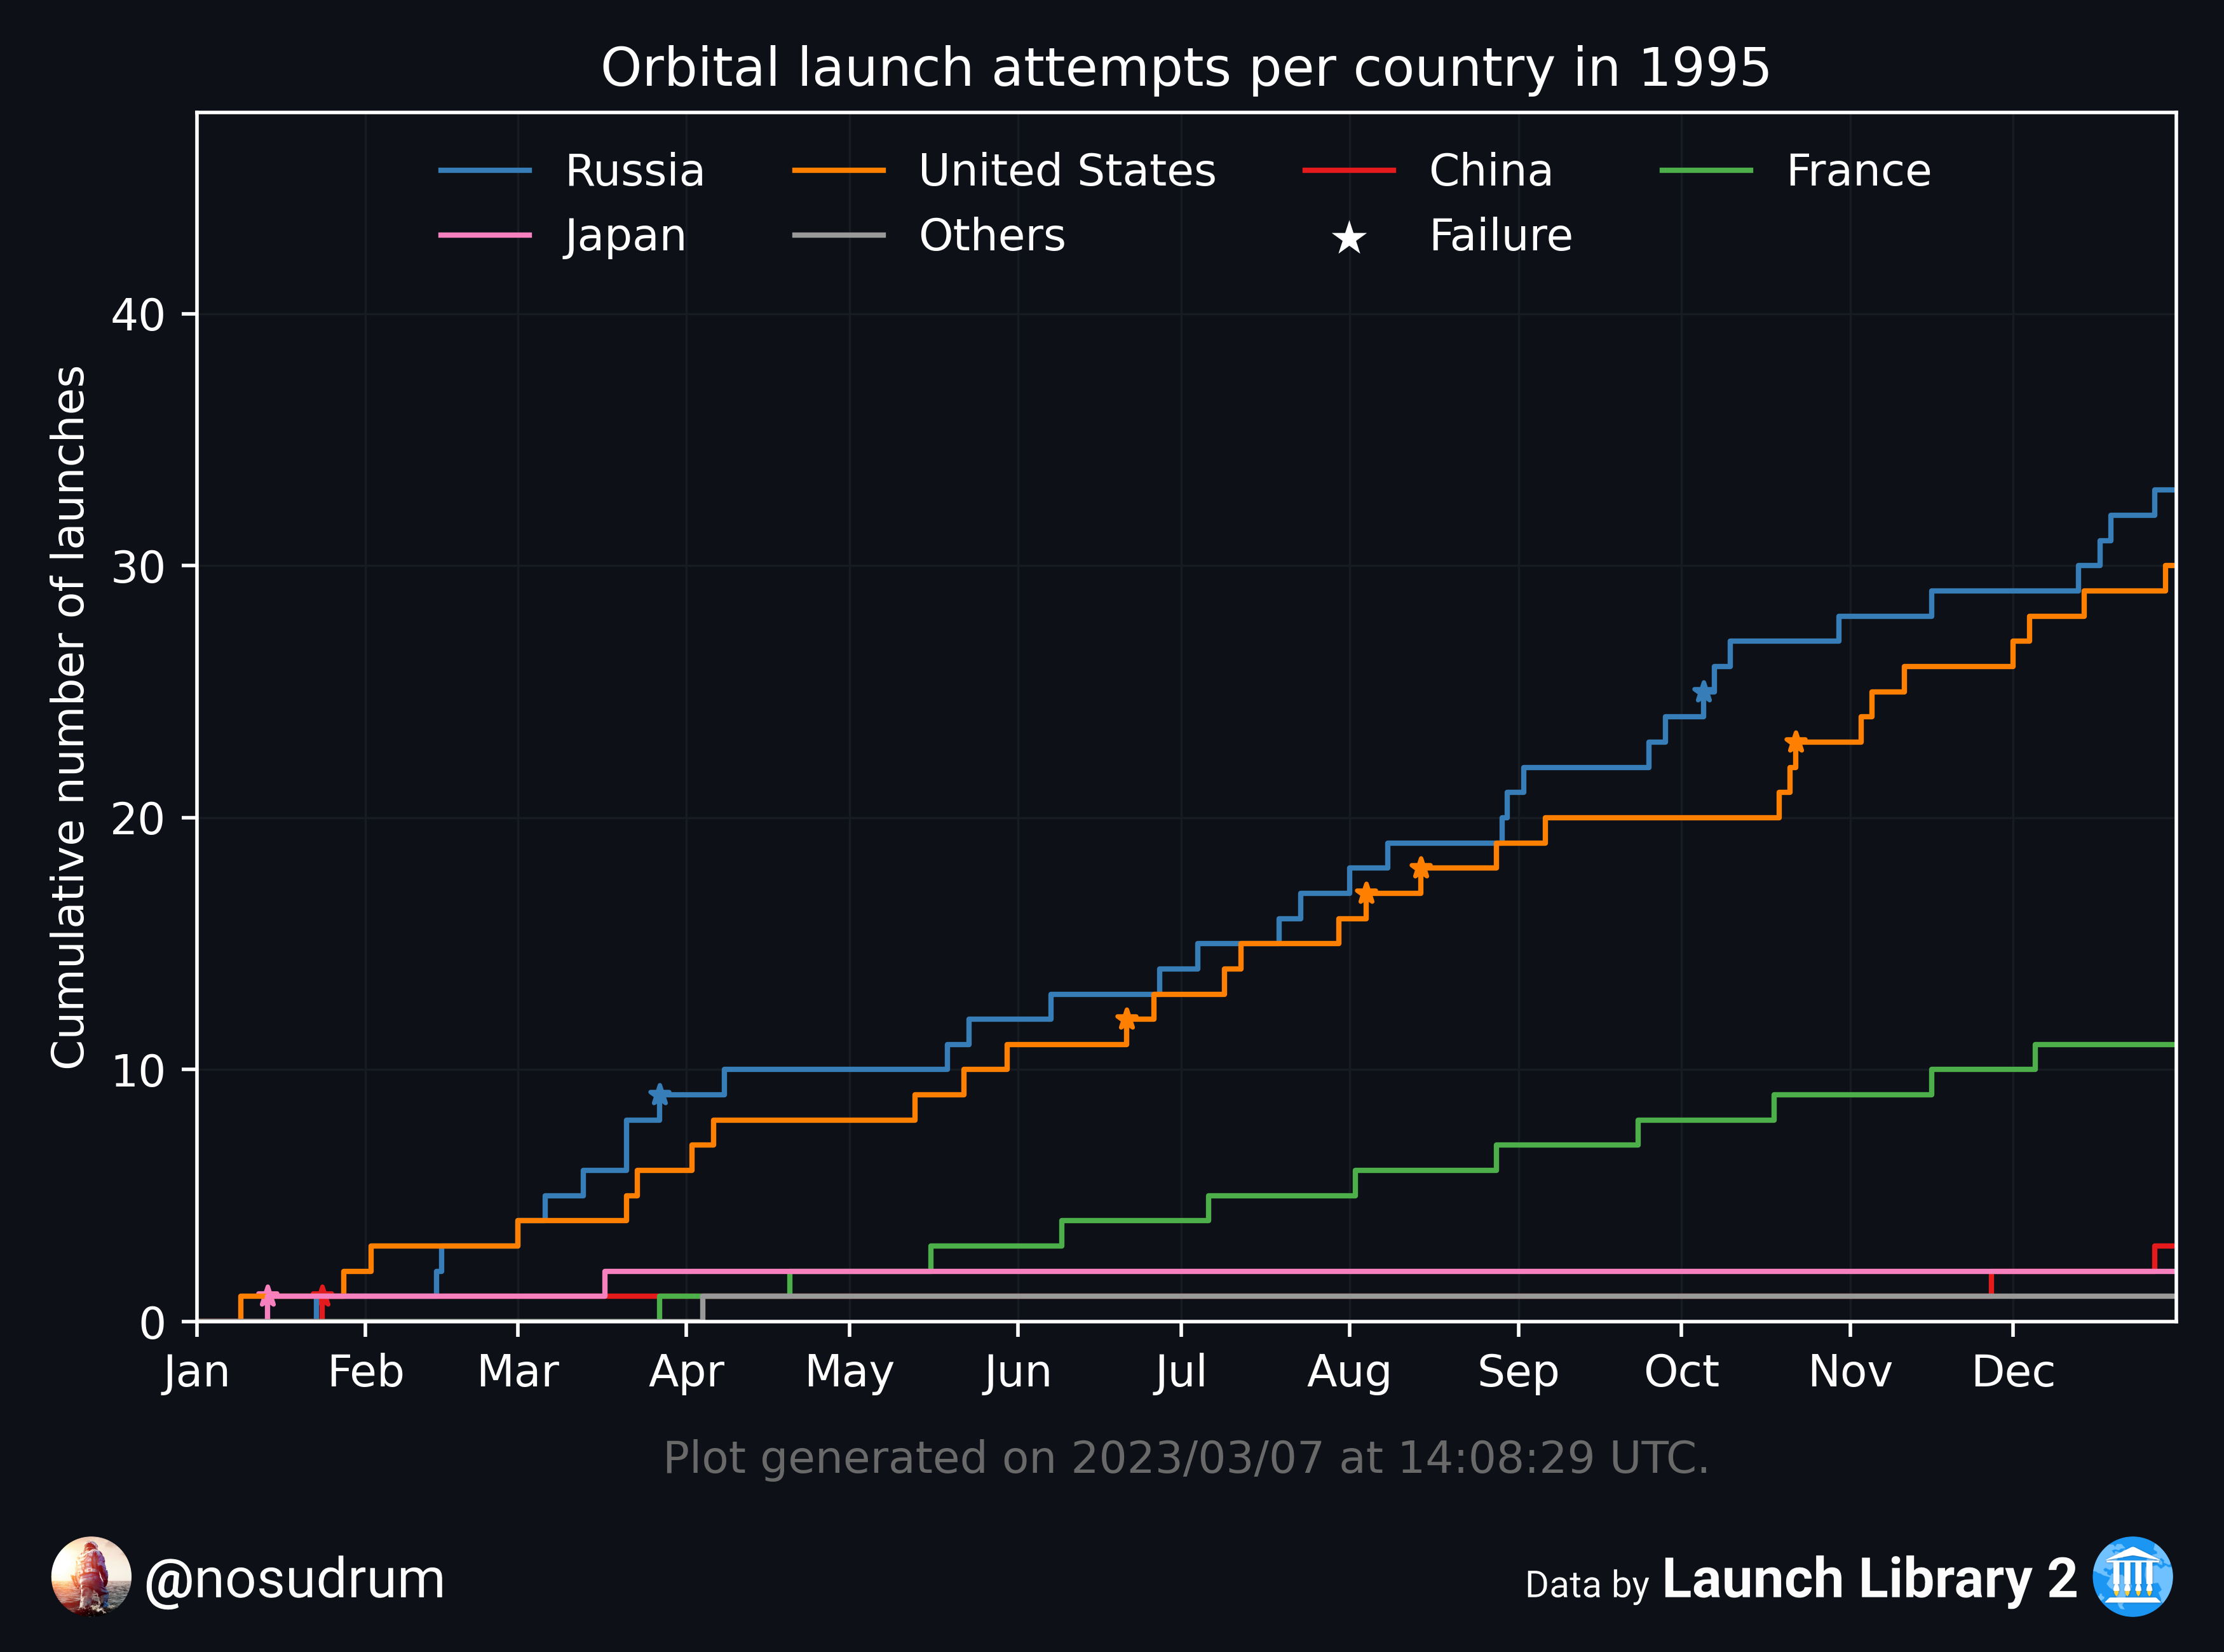 Orbital launch attempts per country in 1995
Russia United States China France
Japan Others Failure
Cumulative number of launches
40
30
20
10
0
Jan Feb Mar Apr May Jun Jul Aug Sep Oct Nov Dec
Plot generated on 2023/03/07 at 14:08:29 UTC.
@nosudrum
Data by Launch Library 2